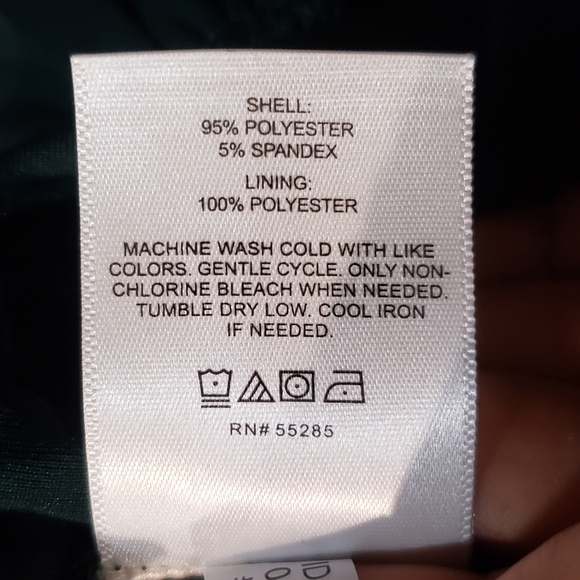 SHELL:
95% POLYESTER
5% SPANDEX
LINING:
100% POLYESTER
MACHINE WASH COLD WITH LIKE
COLORS. GENTLE CYCLE. ONLY NON-
CHLORINE BLEACH WHEN NEEDED.
TUMBLE DRY LOW. COOL IRON
IF NEEDED.
RN# 55285